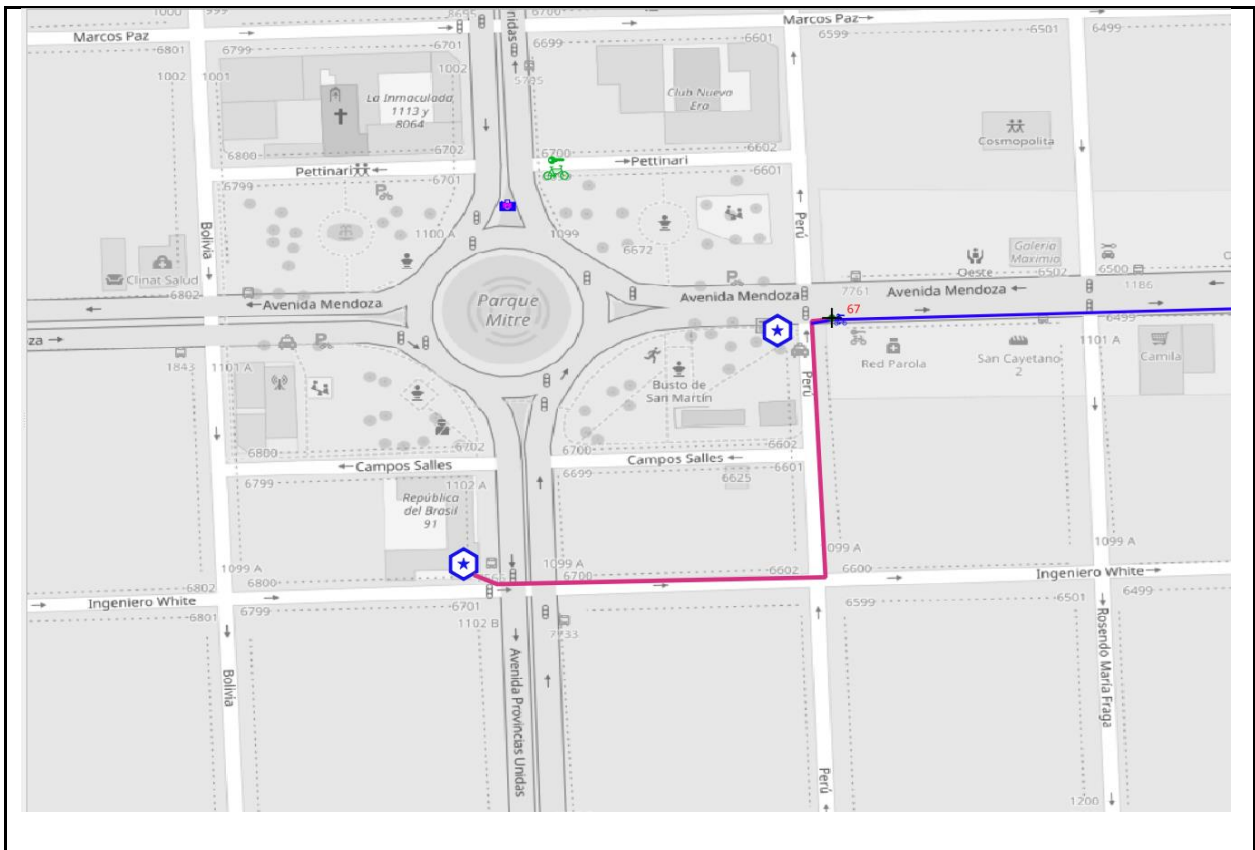 Marcos Paz
6801
6799
6701
6699
6601
Marcos Paz
6599
6501
6499
1002
1001
1002
La Inmaculada
1113 y
8064
Club Nueva
Era
Cosmopolita
6800
6702
6700
6602
Pettinari
Pettinari
6799
6701
6601
Bolivia
1100 A
1099
6672
Perú
Clinat Salud
6802
Galería
Maximio
6502
Oeste
6500
1186
7761
Avenida Mendoza
Parque
Mitre
Avenida Mendoza
Avenida Mendoza
67
6499
za
1843
1101 A
1101 A
Red Parola
San Cayetano
2
Camila
Busto de
San Martín
Perú
6800
6702
6700
6602
Campos Salles
Campos Salles
6799
1102 A
6699
6601
6625
República
del Brasil
91
1099 A
1099 A
099 A
1099 A
6802
6800
6700
6602
6600
Ingeniero White
Ingeniero White
6801
6799
6701
6599
6501
6499
1102 B
7733
Bolivia
Avenida Provincias Unidas
Perú
Rosendo María Fraga
1200